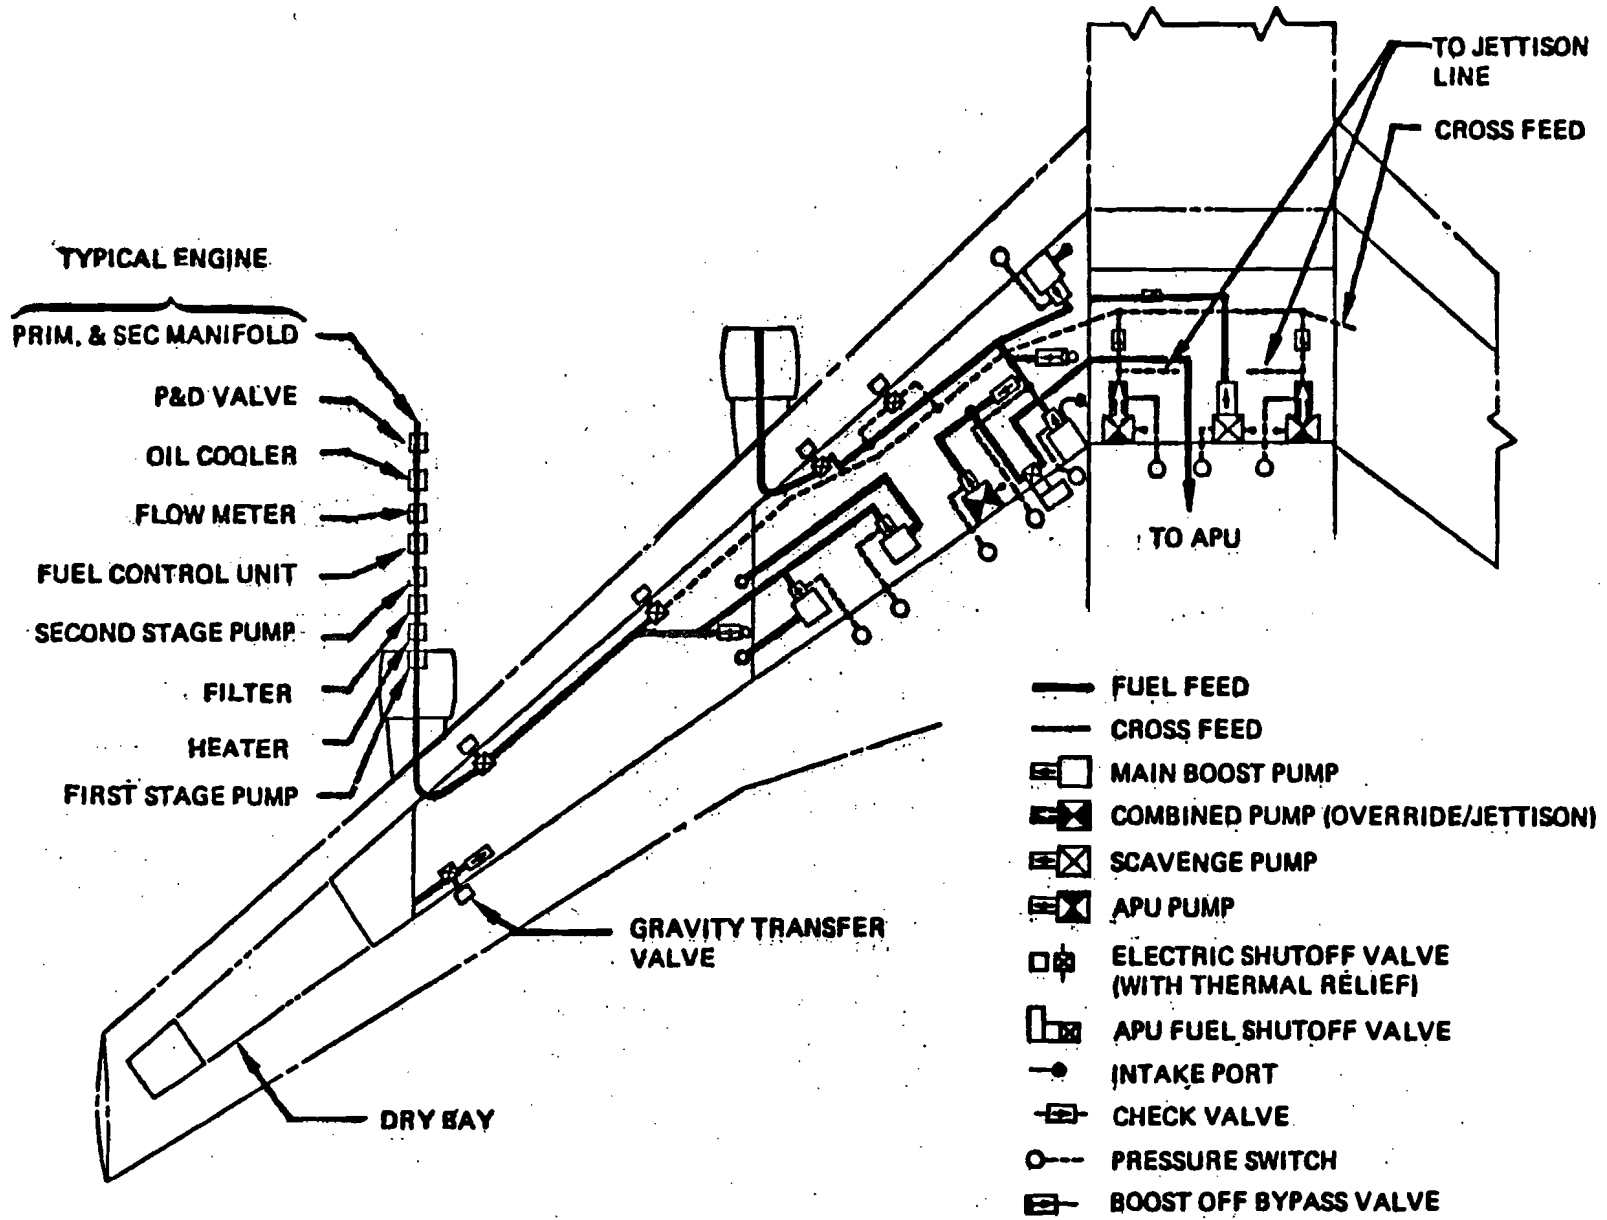 TO JETTISON
LINE
CROSS FEED
TYPICAL ENGINE
PRIM. & SEC MANIFOLD
P&D VALVE
OIL COOLER
FLOW METER
FUEL CONTROL UNIT
SECOND STAGE PUMP
FILTER
HEATER
FIRST STAGE PUMP
TO APU
GRAVITY TRANSFER
VALVE
DRY BAY
FUEL FEED
CROSS FEED
MAIN BOOST PUMP
COMBINED PUMP (OVERRIDE/JETTISON)
SCAVENGE PUMP
APU PUMP
ELECTRIC SHUTOFF VALVE
(WITH THERMAL RELIEF)
APU FUEL SHUTOFF VALVE
INTAKE PORT
CHECK VALVE
PRESSURE SWITCH
BOOST OFF BYPASS VALVE